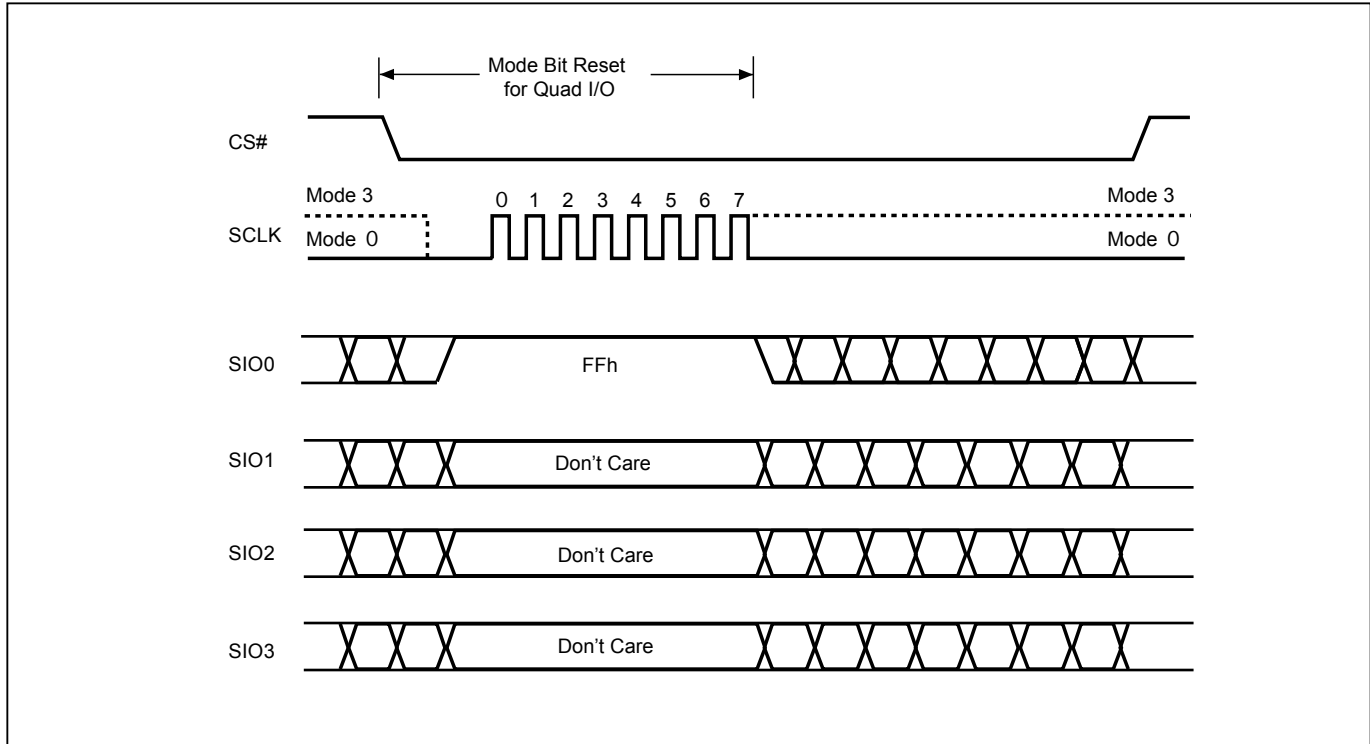 Mode Bit Reset
for Quad I/O
CS#
Mode 3
0 1 2 3 4 5 6 7
Mode 3
SCLK
Mode 0
Mode 0
SIO0
FFh
SIO1
Don't Care
SIO2
Don't Care
SIO3
Don't Care